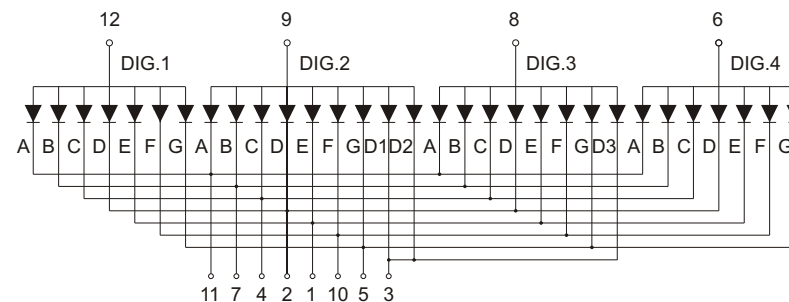 12 9 8 6
DIG.1 DIG.2 DIG.3 DIG.4
A B C D E F G A B C D E F G D1 D2 A B C D E F G D3 A B C D E F G
11 7 4 2 1 10 5 3